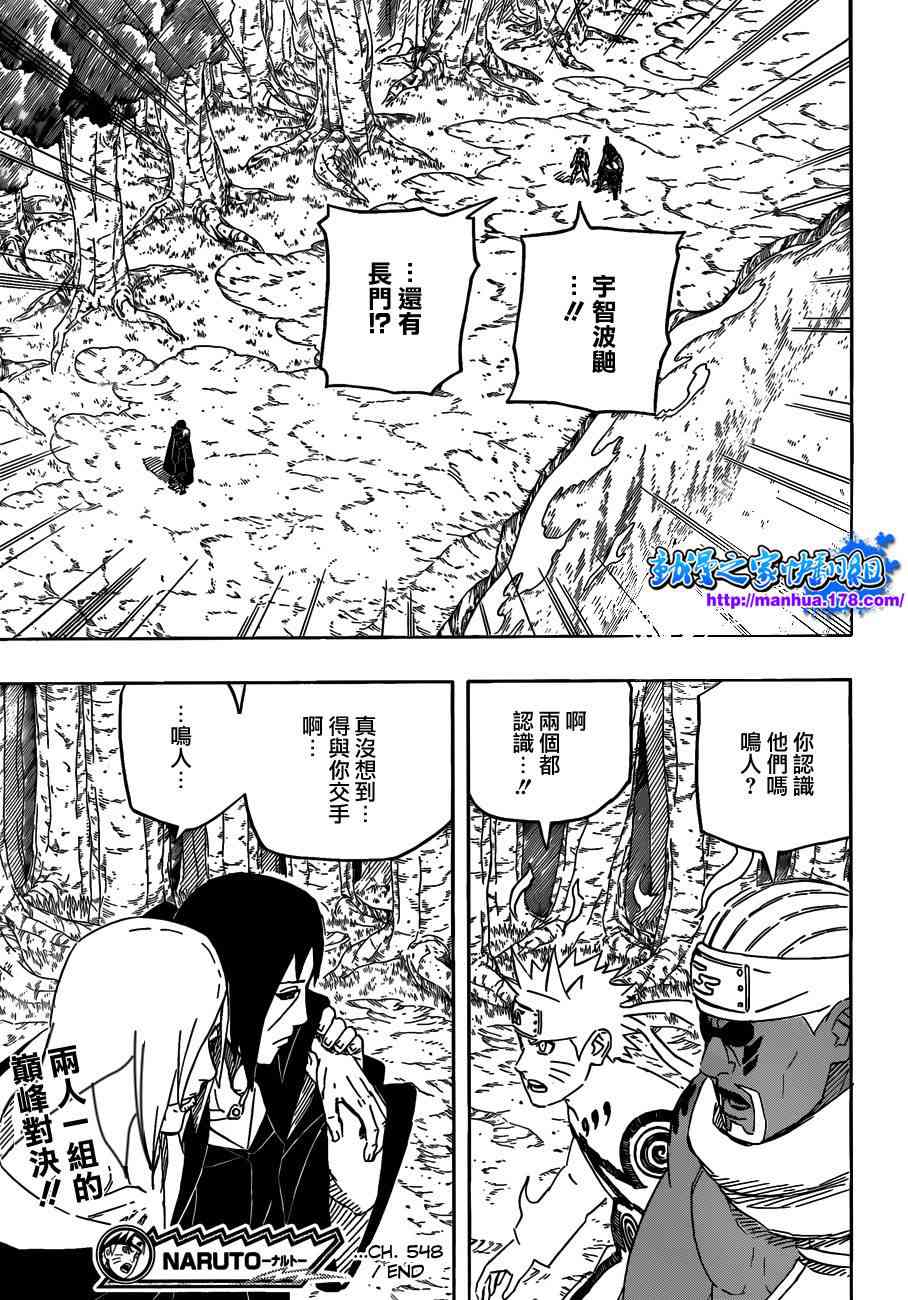 宇智波鼬
…!!
…還有
長門!?
動漫之家汉化組
http://manhua.178.com/
你認識
他們嗎
鳴人？
啊
兩個都
認識…!!
真沒想到…
得與你交手
啊…
…鳴人…
兩人一組的
巔峰對決!!
NARUTO—ナルト—
...CH. 548
/ END